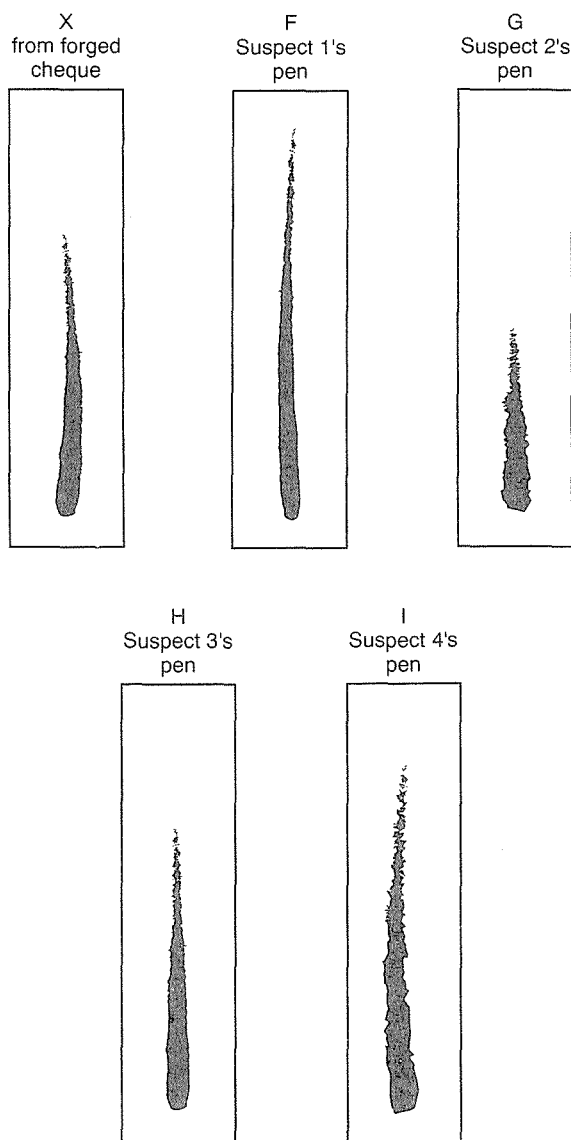 X
from forged
cheque
F
Suspect 1's
pen
G
Suspect 2's
pen
H
Suspect 3's
pen
I
Suspect 4's
pen